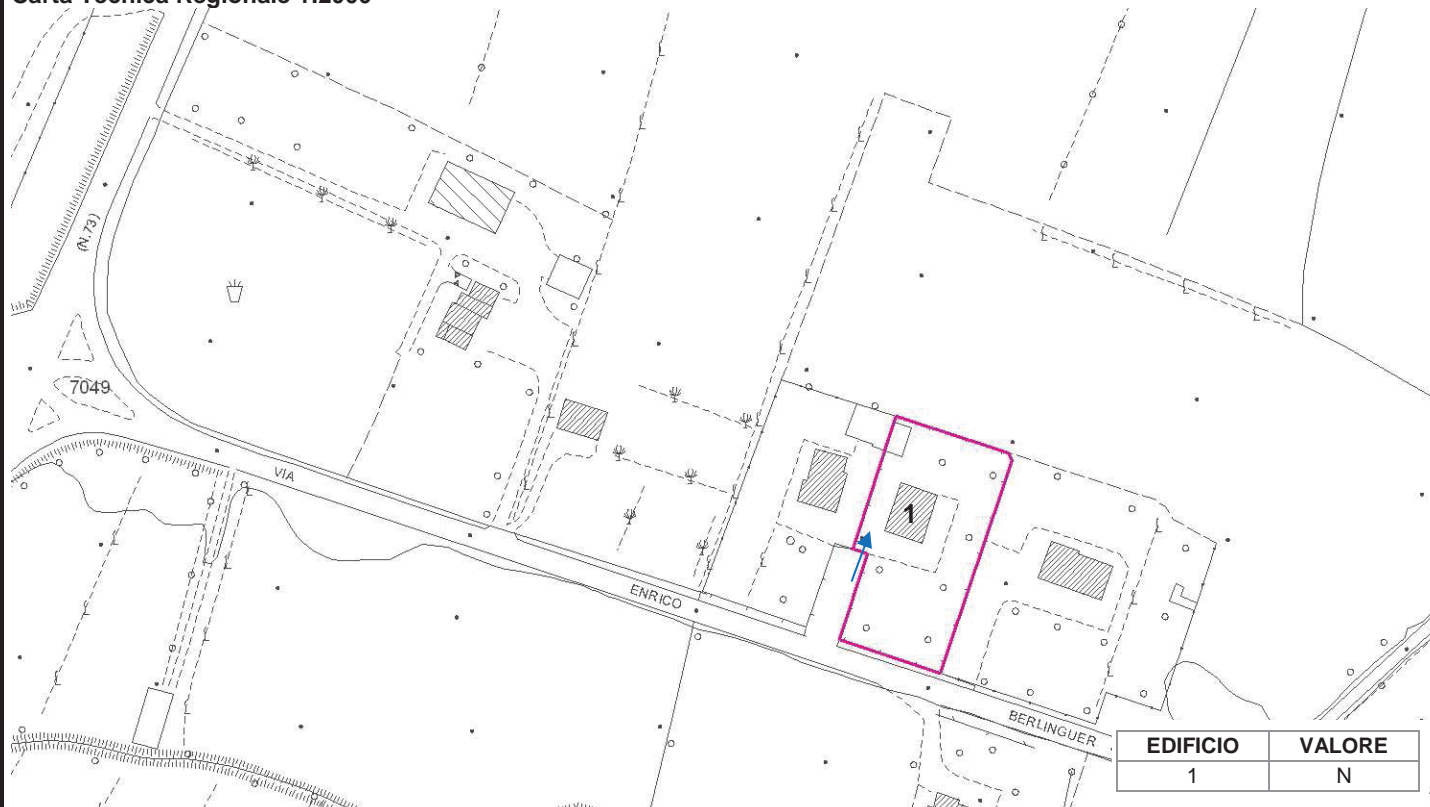 Carta Tecnica Regionale 1:2000
(N.73)
7049
VIA
ENRICO
1
BERLINGUER
EDIFICIO VALORE
1 N